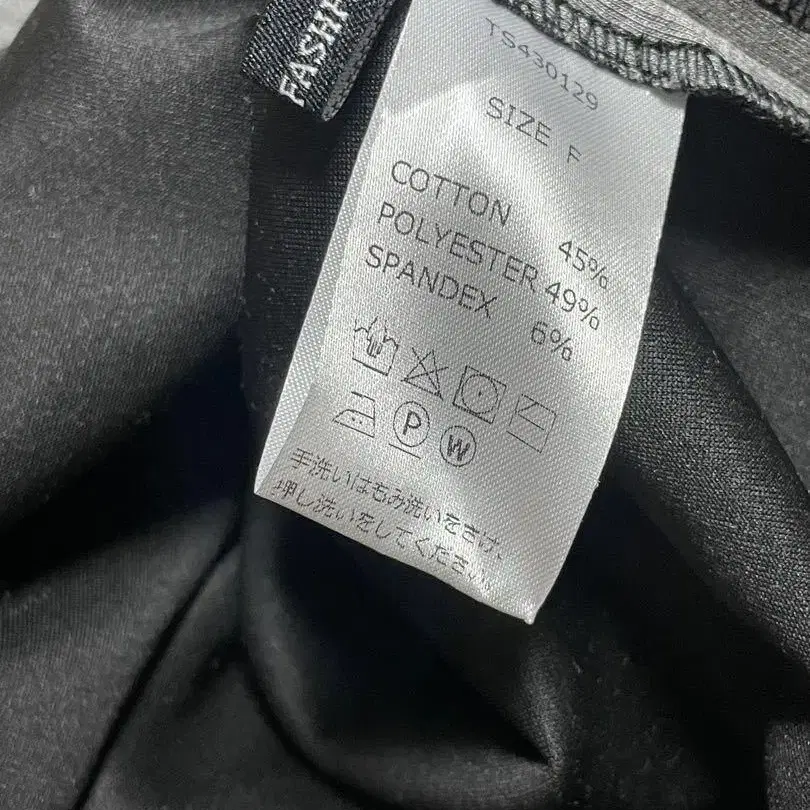 FASHP
TS430129
SIZE F
COTTON 45%
POLYESTER 49%
SPANDEX 6%
P W
手洗いはもみ洗いをさけ、
押し洗いをしてください。